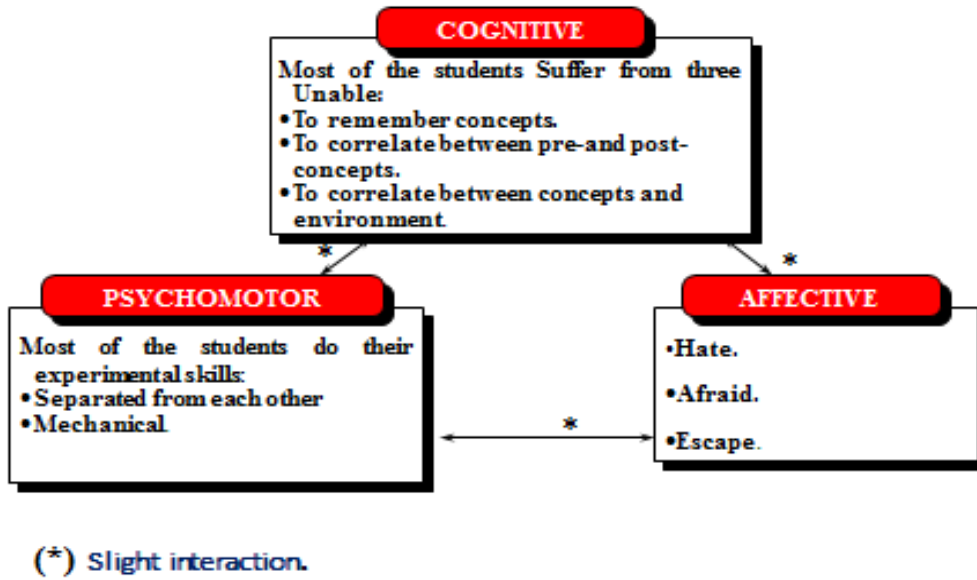 COGNITIVE
Most of the students Suffer from three
Unable:
•To remember concepts.
•To correlate between pre-and post-
concepts.
•To correlate between concepts and
environment.
*
*
PSYCHOMOTOR
Most of the students do their
experimental skills:
•Separated from each other
•Mechanical.
AFFECTIVE
•Hate.
•Afraid.
•Escape.
*
(*) Slight interaction.